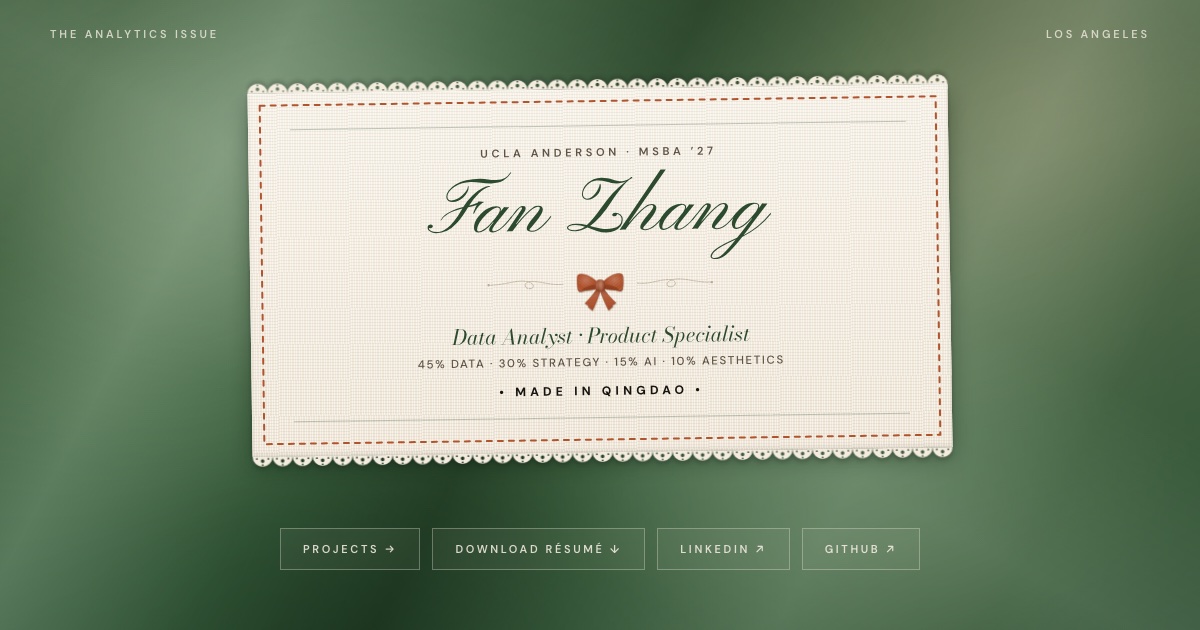 THE ANALYTICS ISSUE
LOS ANGELES
UCLA ANDERSON · MSBA ’27
Fan Zhang
Data Analyst · Product Specialist
45% DATA · 30% STRATEGY · 15% AI · 10% AESTHETICS
• MADE IN QINGDAO •
PROJECTS →
DOWNLOAD RÉSUMÉ ↓
LINKEDIN ↗
GITHUB ↗